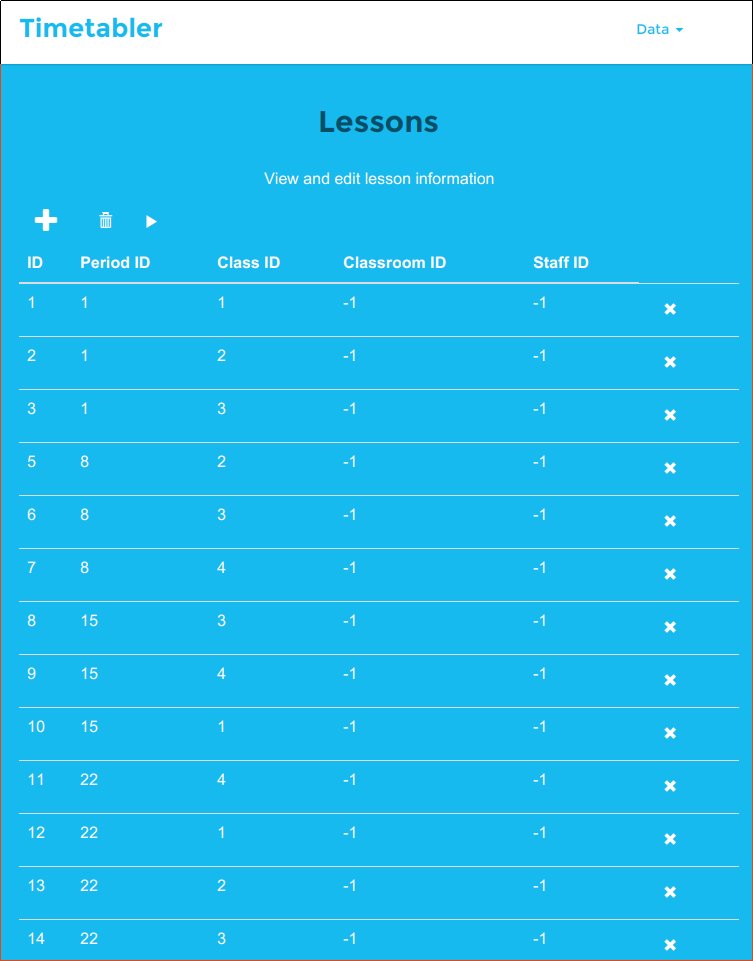 Timetabler Data
Lessons
View and edit lesson information
ID Period ID Class ID Classroom ID Staff ID
1 1 1 -1 -1
2 1 2 -1 -1
3 1 3 -1 -1
5 8 2 -1 -1
6 8 3 -1 -1
7 8 4 -1 -1
8 15 3 -1 -1
9 15 4 -1 -1
10 15 1 -1 -1
11 22 4 -1 -1
12 22 1 -1 -1
13 22 2 -1 -1
14 22 3 -1 -1